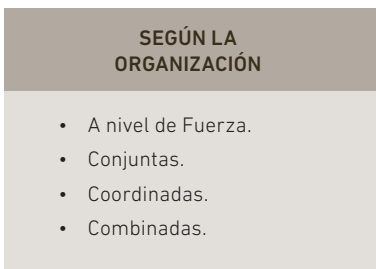 SEGÚN LA
ORGANIZACIÓN
• A nivel de Fuerza.
• Conjuntas.
• Coordinadas.
• Combinadas.